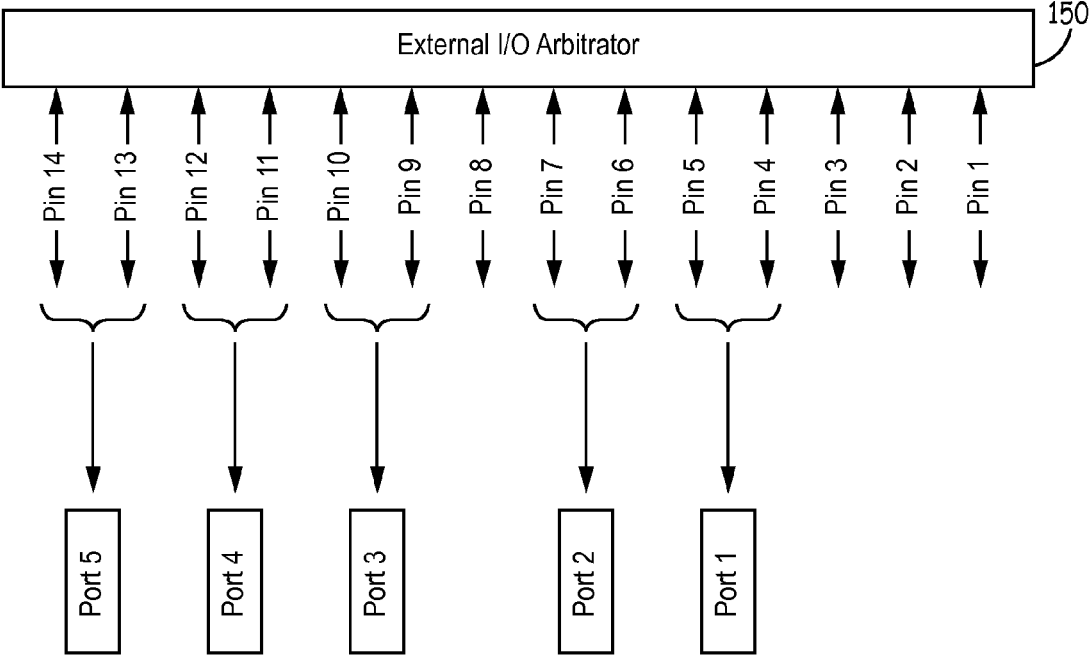 150
External I/O Arbitrator
Pin 14
Pin 13
Pin 12
Pin 11
Pin 10
Pin 9
Pin 8
Pin 7
Pin 6
Pin 5
Pin 4
Pin 3
Pin 2
Pin 1
Port 5
Port 4
Port 3
Port 2
Port 1